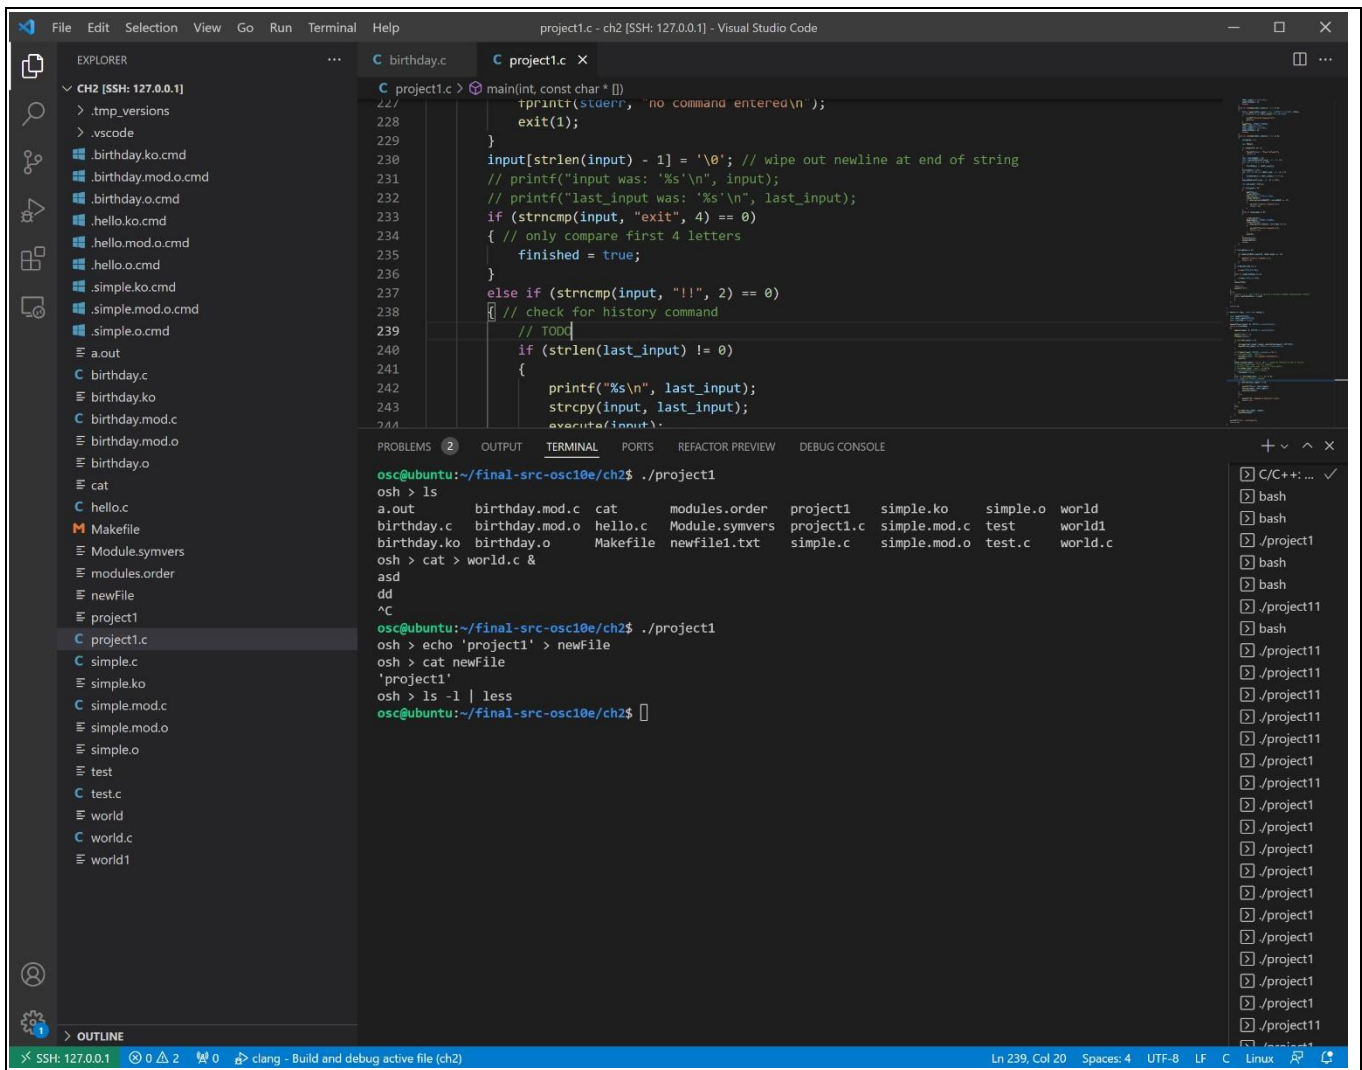 File Edit Selection View Go Run Terminal Help project1.c - ch2 [SSH: 127.0.0.1] - Visual Studio Code
EXPLORER
CH2 [SSH: 127.0.0.1]
.tmp_versions
.vscode
.birthday.ko.cmd
.birthday.mod.o.cmd
.birthday.o.cmd
.hello.ko.cmd
.hello.mod.o.cmd
.hello.o.cmd
.simple.ko.cmd
.simple.mod.o.cmd
.simple.o.cmd
a.out
C birthday.c
birthday.ko
C birthday.mod.c
birthday.mod.o
birthday.o
cat
C hello.c
M Makefile
Module.symvers
modules.order
newFile
project1
C project1.c
C simple.c
simple.ko
C simple.mod.c
simple.mod.o
simple.o
test
C test.c
world
C world.c
world1
OUTLINE
C birthday.c C project1.c
C project1.c > main(int, const char * [])
227 fprintf(stderr, "no command entered\n");
228 exit(1);
229 }
230 input[strlen(input) - 1] = '\0'; // wipe out newline at end of string
231 // printf("input was: '%s'\n", input);
232 // printf("last_input was: '%s'\n", last_input);
233 if (strncmp(input, "exit", 4) == 0)
234 { // only compare first 4 letters
235 finished = true;
236 }
237 else if (strncmp(input, "!!", 2) == 0)
238 { // check for history command
239 // TODO
240 if (strlen(last_input) != 0)
241 {
242 printf("%s\n", last_input);
243 strcpy(input, last_input);
244 execute(input);
PROBLEMS 2 OUTPUT TERMINAL PORTS REFACTOR PREVIEW DEBUG CONSOLE
osc@ubuntu:~/final-src-osc10e/ch2$ ./project1
osh > ls
a.out birthday.mod.c cat modules.order project1 simple.ko simple.o world
birthday.c birthday.mod.o hello.c Module.symvers project1.c simple.mod.c test world1
birthday.ko birthday.o Makefile newfile1.txt simple.c simple.mod.o test.c world.c
osh > cat > world.c &
asd
dd
^C
osc@ubuntu:~/final-src-osc10e/ch2$ ./project1
osh > echo 'project1' > newFile
osh > cat newFile
'project1'
osh > ls -l | less
osc@ubuntu:~/final-src-osc10e/ch2$
C/C++: ...
bash
bash
./project1
bash
bash
./project11
bash
./project11
./project11
./project11
./project11
./project11
./project1
./project11
./project1
./project1
./project1
./project1
./project1
./project1
./project1
./project1
./project1
./project1
./project11
SSH: 127.0.0.1 0 2 0 clang - Build and debug active file (ch2) Ln 239, Col 20 Spaces: 4 UTF-8 LF C Linux
1